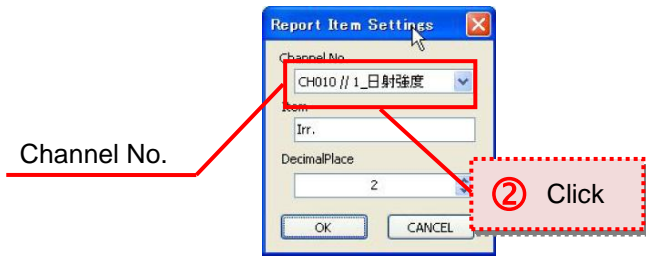 Report Item Settings
Channel No
CH010 // 1_日射強度
Item
Irr.
Channel No.
DecimalPlace
2
② Click
OK
CANCEL